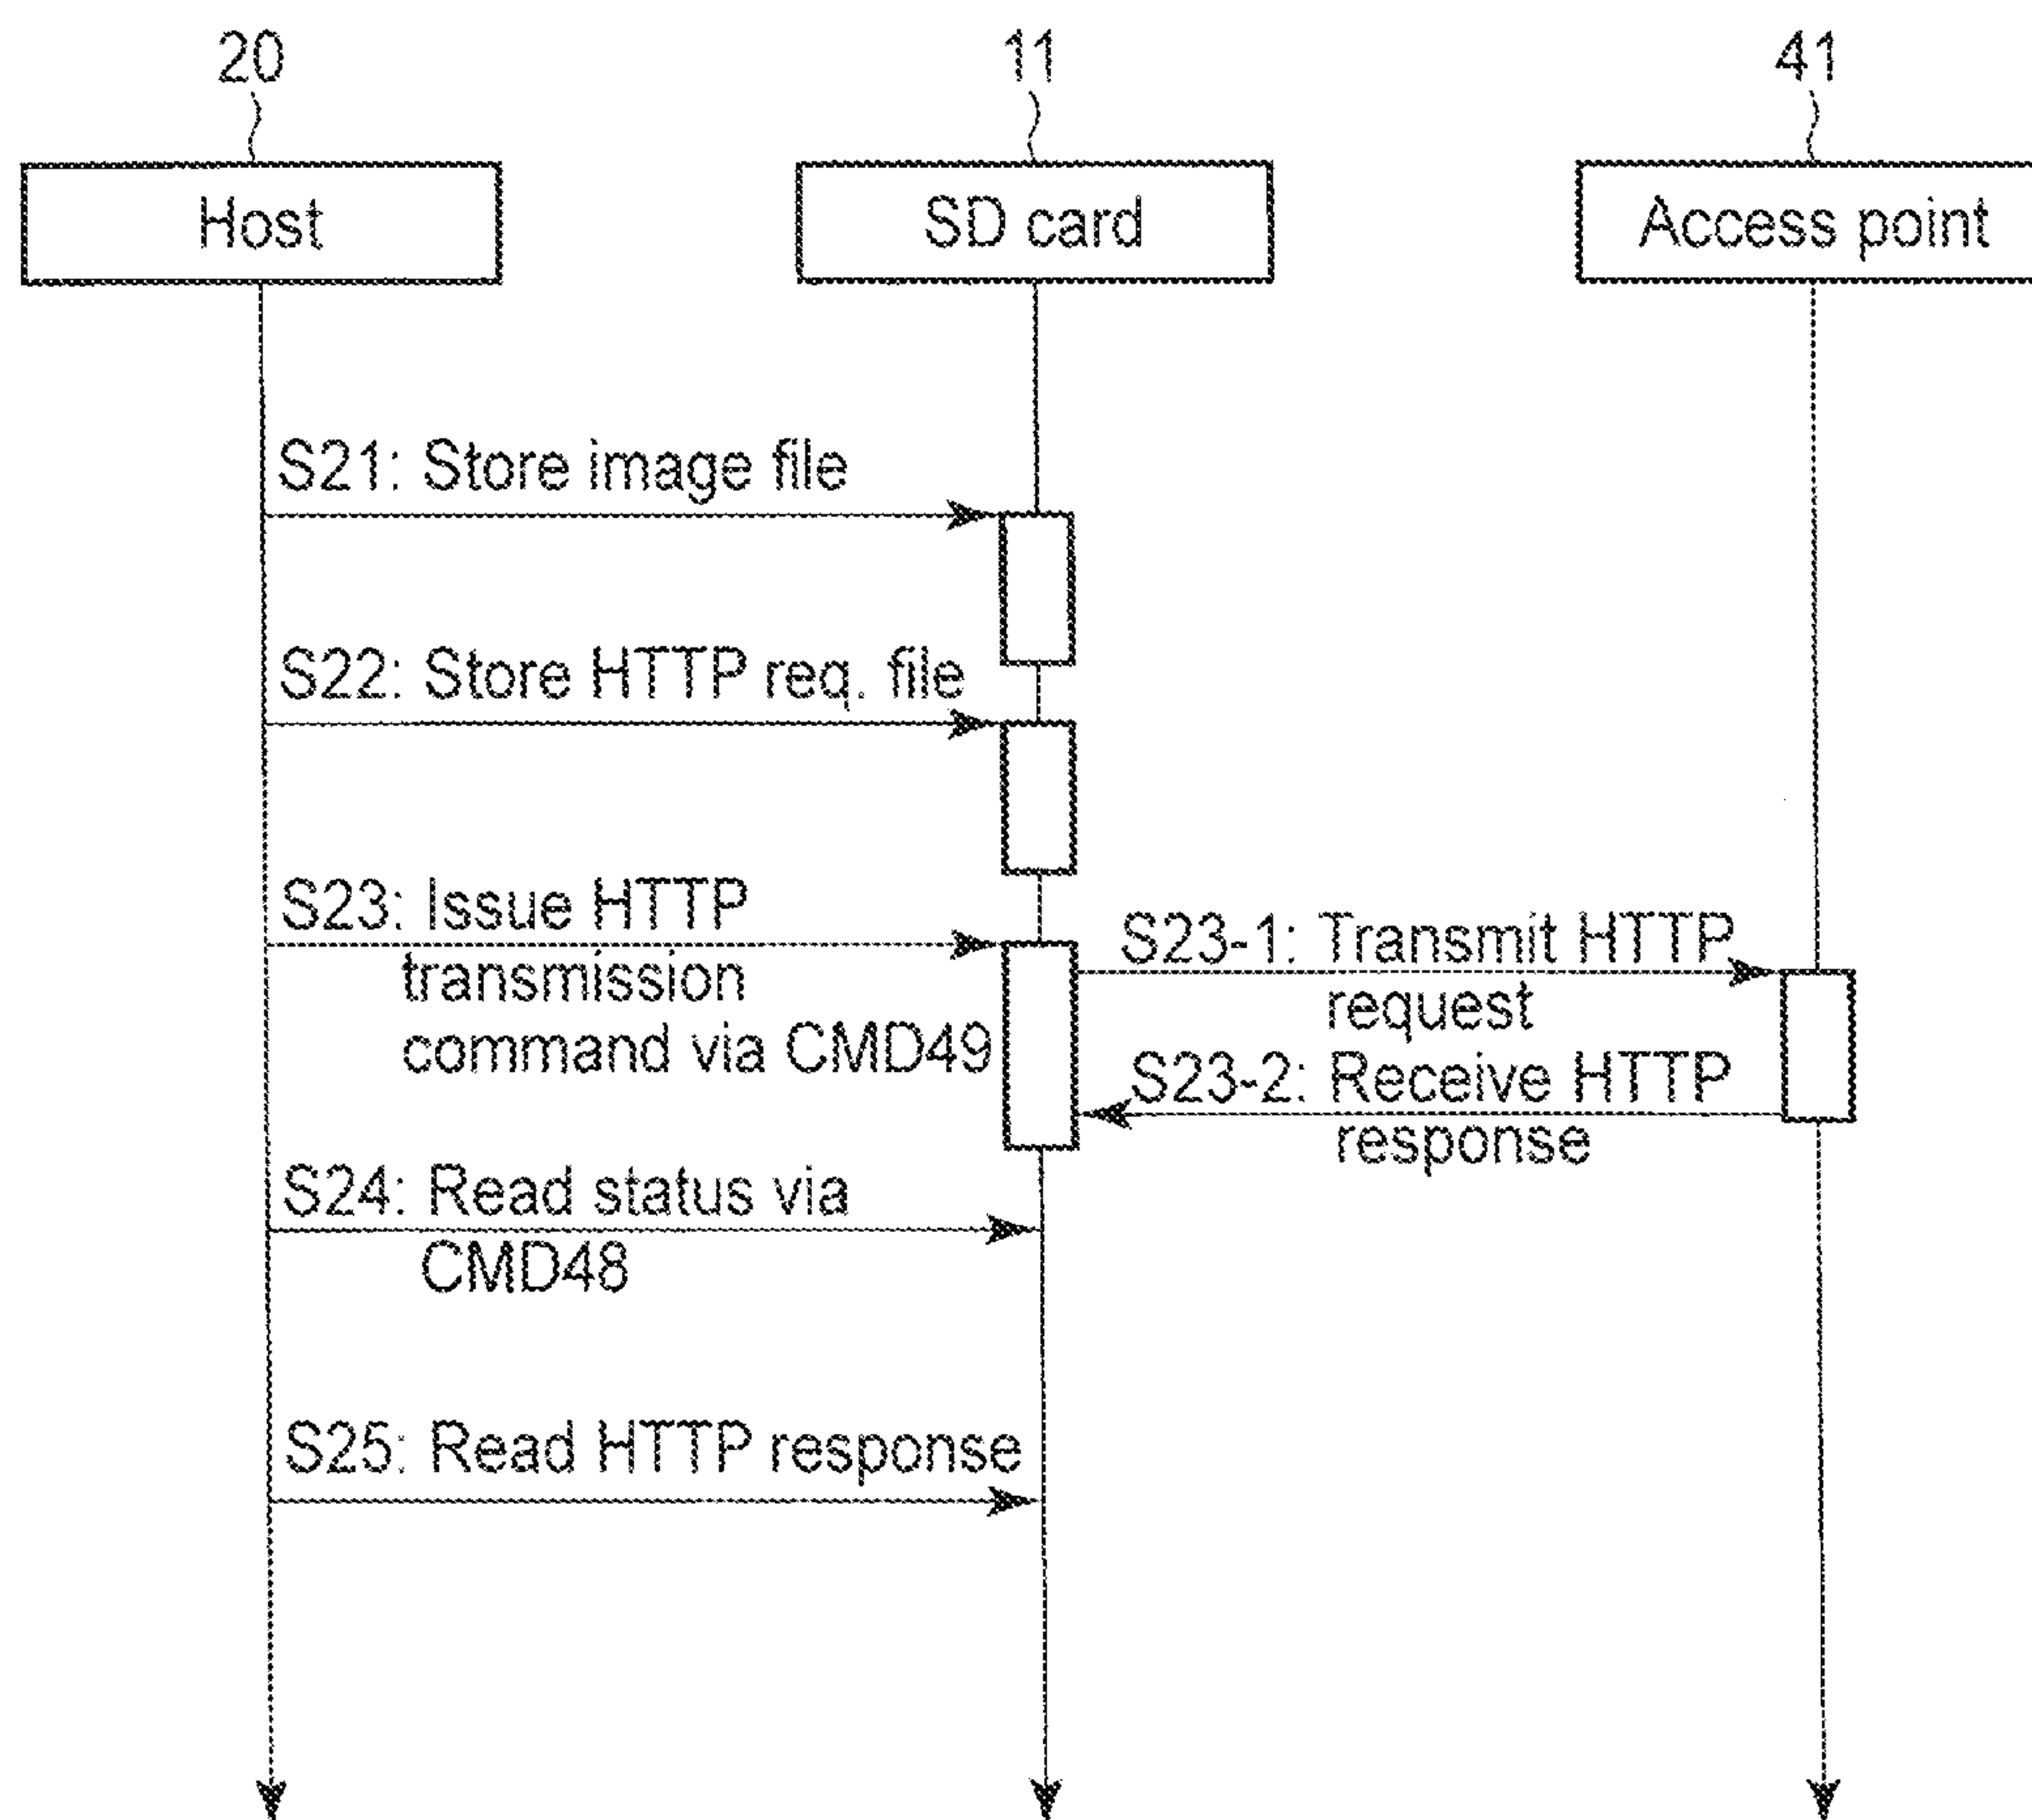 20
11
41
Host
SD card
Access point
S21: Store image file
S22: Store HTTP req. file
S23: Issue HTTP
transmission
command via CMD49
S23-1: Transmit HTTP
request
S23-2: Receive HTTP
response
S24: Read status via
CMD48
S25: Read HTTP response